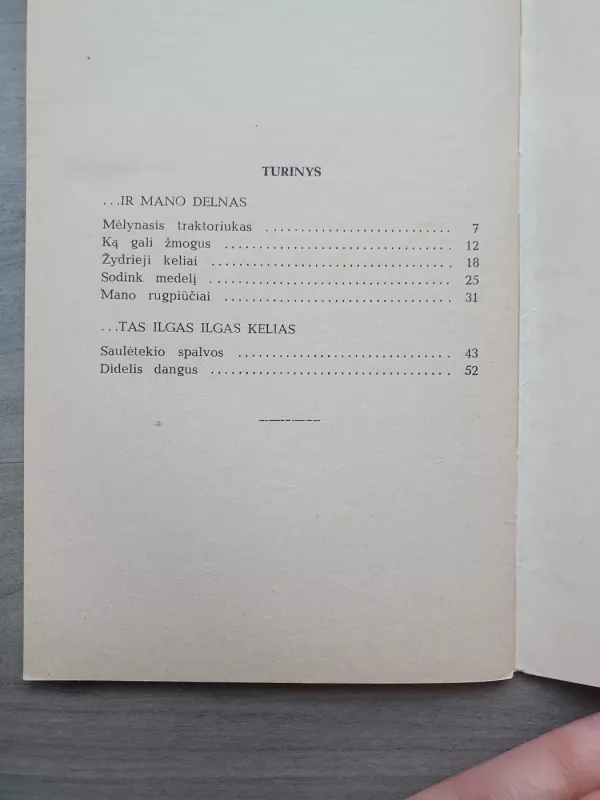 TURINYS
...IR MANO DELNAS
Mėlynasis traktoriukas 7
Ką gali žmogus 12
Žydrieji keliai 18
Sodink medelį 25
Mano rugpiūčiai 31
...TAS ILGAS ILGAS KELIAS
Saulėtekio spalvos 43
Didelis dangus 52